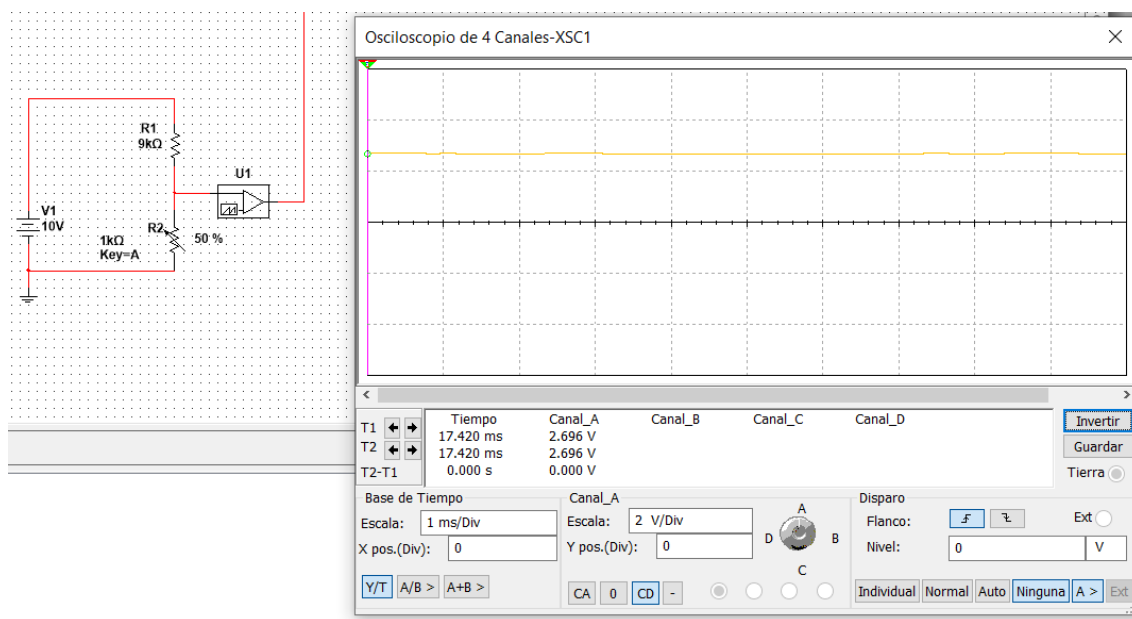 Osciloscopio de 4 Canales-XSC1
R1
9kΩ
U1
V1
10V
R2
1kΩ
Key=A
50 %
Tiempo Canal_A Canal_B Canal_C Canal_D
T1 17.420 ms 2.696 V
T2 17.420 ms 2.696 V
T2-T1 0.000 s 0.000 V
Invertir
Guardar
Tierra
Base de Tiempo
Escala: 1 ms/Div
X pos.(Div): 0
Y/T A/B > A+B >
Canal_A
Escala: 2 V/Div
Y pos.(Div): 0
CA 0 CD -
A
D B
C
Disparo
Flanco: Ext
Nivel: 0 V
Individual Normal Auto Ninguna A > Ext